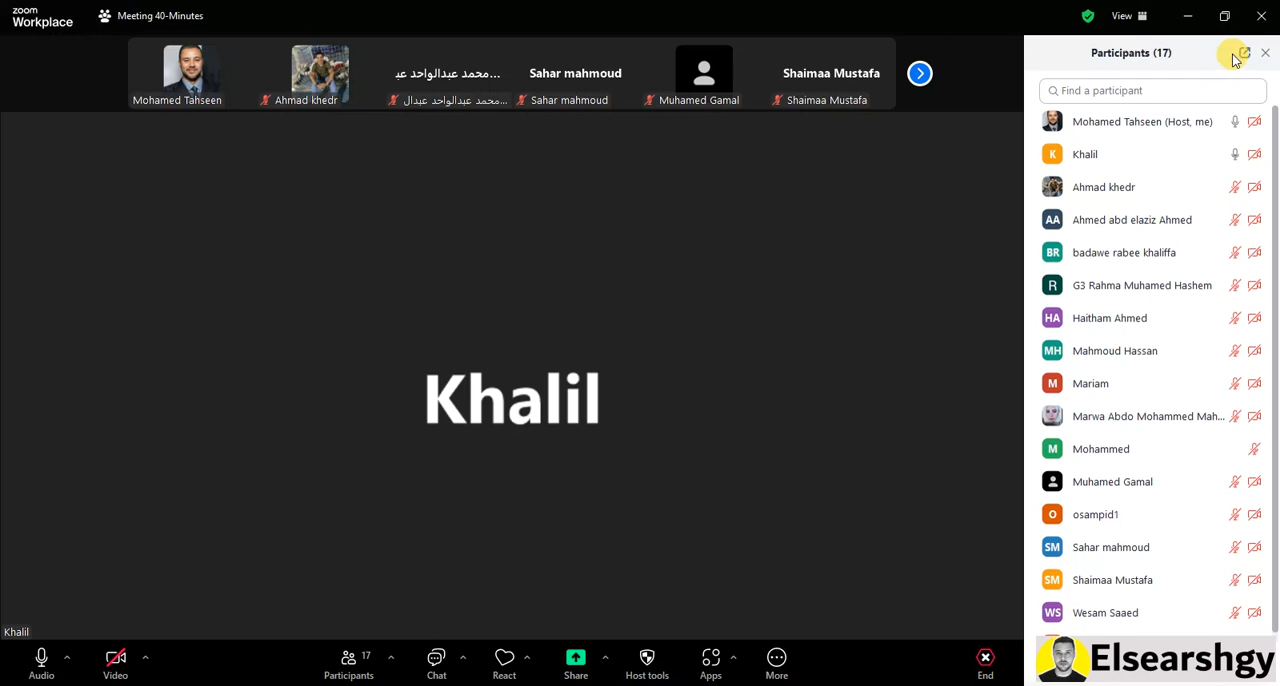 zoom
Workplace
Meeting 40-Minutes
View
Mohamed Tahseen
Ahmad khedr
محمد عبدالواحد عبـ...
محمد عبدالواحد عبدال...
Sahar mahmoud
Sahar mahmoud
Muhamed Gamal
Shaimaa Mustafa
Shaimaa Mustafa
Khalil
Khalil
Participants (17)
Find a participant
Mohamed Tahseen (Host, me)
K Khalil
Ahmad khedr
AA Ahmed abd elaziz Ahmed
BR badawe rabee khaliffa
R G3 Rahma Muhamed Hashem
HA Haitham Ahmed
MH Mahmoud Hassan
M Mariam
Marwa Abdo Mohammed Mah...
M Mohammed
Muhamed Gamal
O osampid1
SM Sahar mahmoud
SM Shaimaa Mustafa
WS Wesam Saaed
Elsearshgy
Audio
Video
17
Participants
Chat
React
Share
Host tools
Apps
More
End